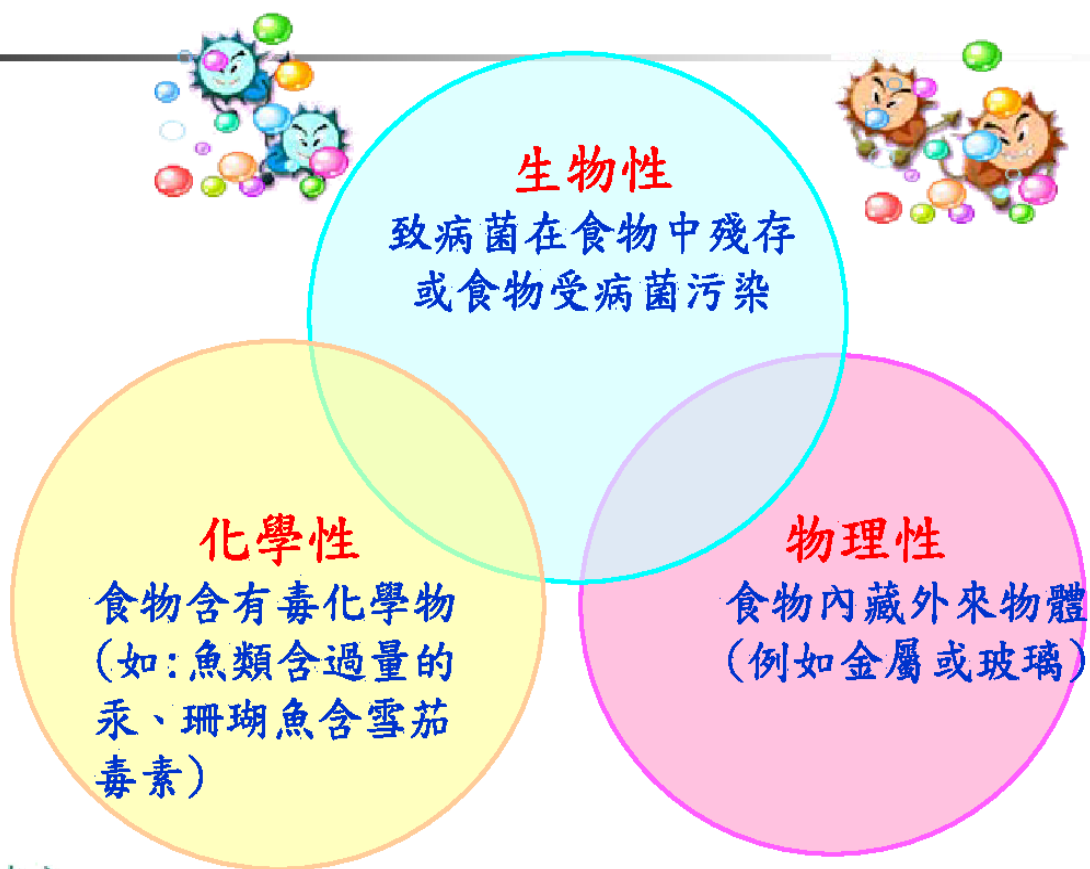 生物性
致病菌在食物中殘存
或食物受病菌污染
化學性
食物含有毒化學物
(如:魚類含過量的
汞、珊瑚魚含雪茄
毒素)
物理性
食物內藏外來物體
(例如金屬或玻璃)